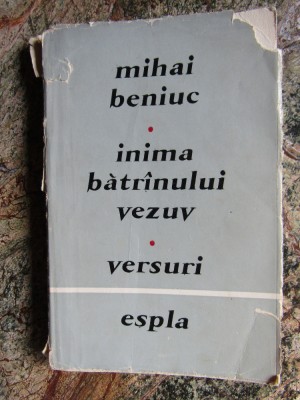 mihai
beniuc
inima
bàtrînului
vezuv
versuri
espla